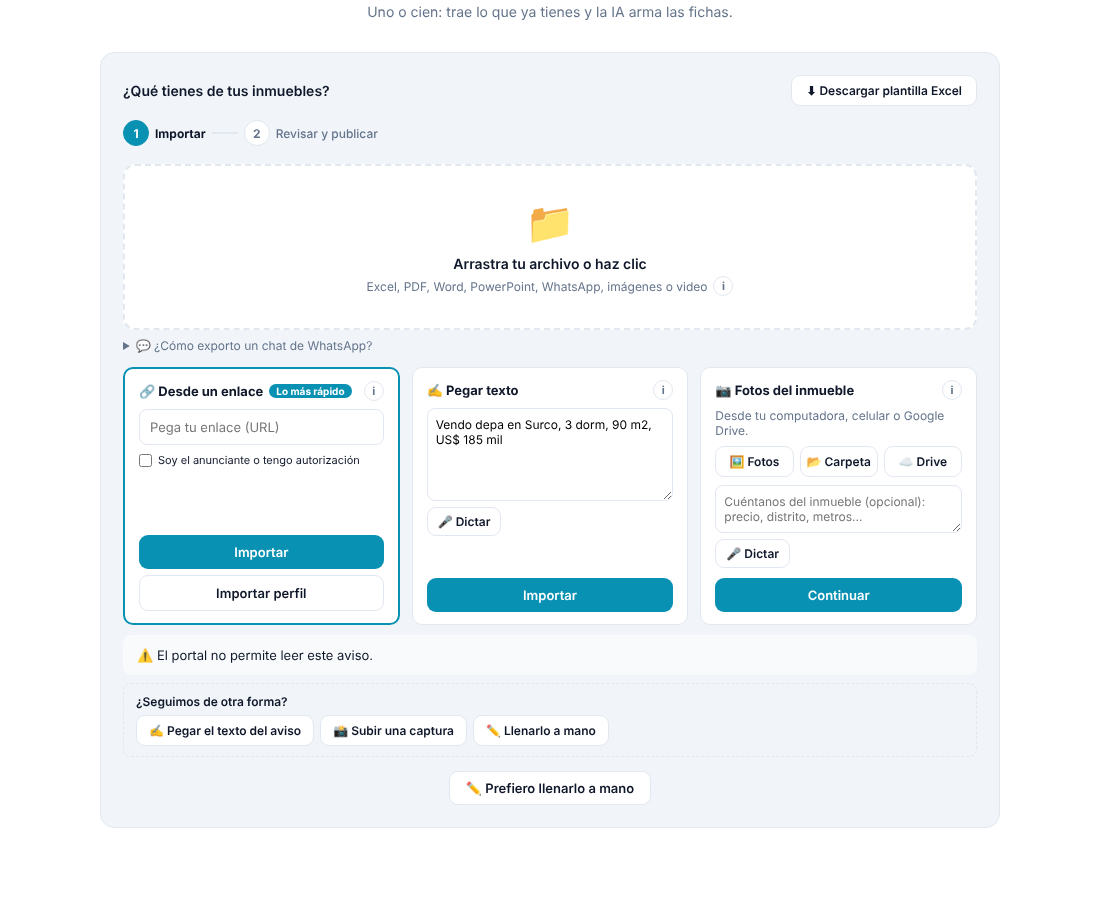 Uno o cien: trae lo que ya tienes y la IA arma las fichas.
¿Qué tienes de tus inmuebles?
⬇ Descargar plantilla Excel
1 Importar
2 Revisar y publicar
Arrastra tu archivo o haz clic
Excel, PDF, Word, PowerPoint, WhatsApp, imágenes o video i
▶ 💬 ¿Cómo exporto un chat de WhatsApp?
🔗 Desde un enlace Lo más rápido i
Pega tu enlace (URL)
Soy el anunciante o tengo autorización
Importar
Importar perfil
✍️ Pegar texto i
Vendo depa en Surco, 3 dorm, 90 m2,
US$ 185 mil
🎤 Dictar
Importar
📷 Fotos del inmueble i
Desde tu computadora, celular o Google
Drive.
🖼️ Fotos
📂 Carpeta
☁️ Drive
Cuéntanos del inmueble (opcional):
precio, distrito, metros...
🎤 Dictar
Continuar
⚠️ El portal no permite leer este aviso.
¿Seguimos de otra forma?
✍️ Pegar el texto del aviso
📸 Subir una captura
✏️ Llenarlo a mano
✏️ Prefiero llenarlo a mano